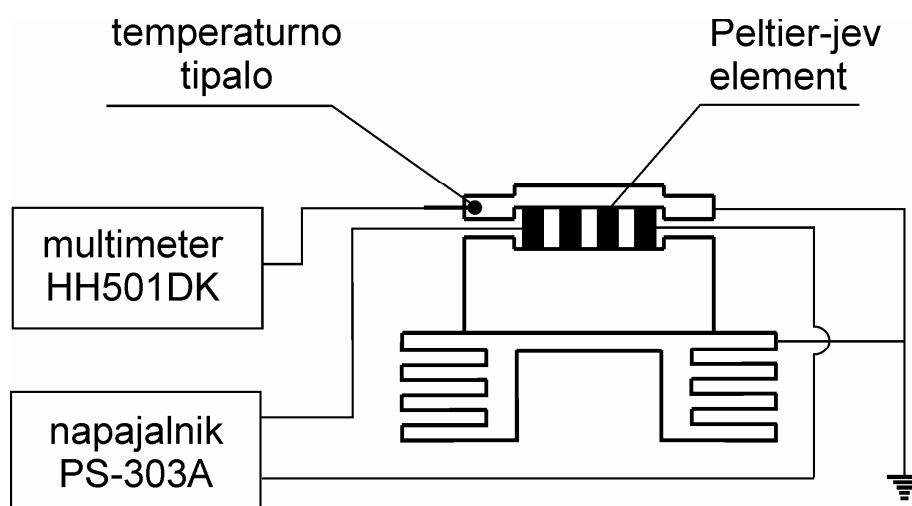 temperaturno
tipalo
Peltier-jev
element
multimeter
HH501DK
napajalnik
PS-303A